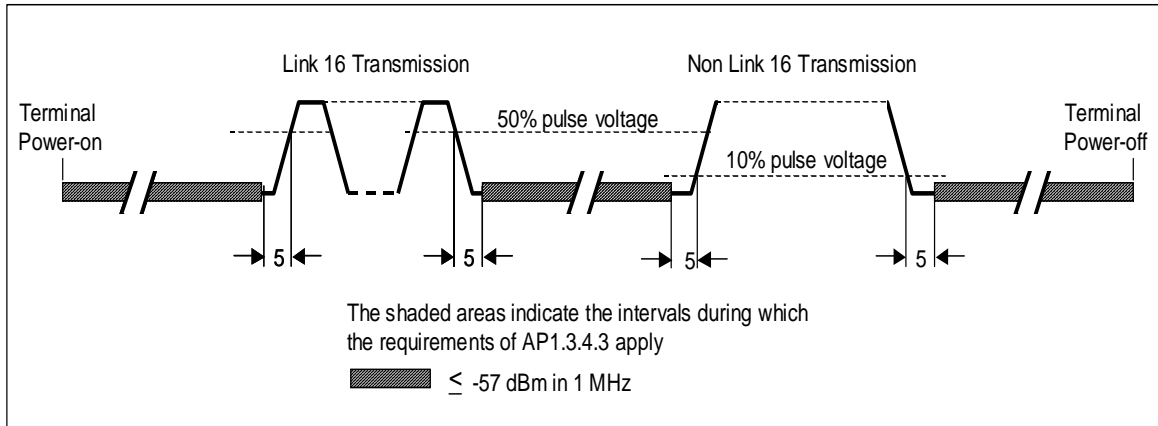 Link 16 Transmission
Non Link 16 Transmission
Terminal
Power-on
50% pulse voltage
10% pulse voltage
Terminal
Power-off
5
5
5
5
The shaded areas indicate the intervals during which
the requirements of AP1.3.4.3 apply
≤ -57 dBm in 1 MHz